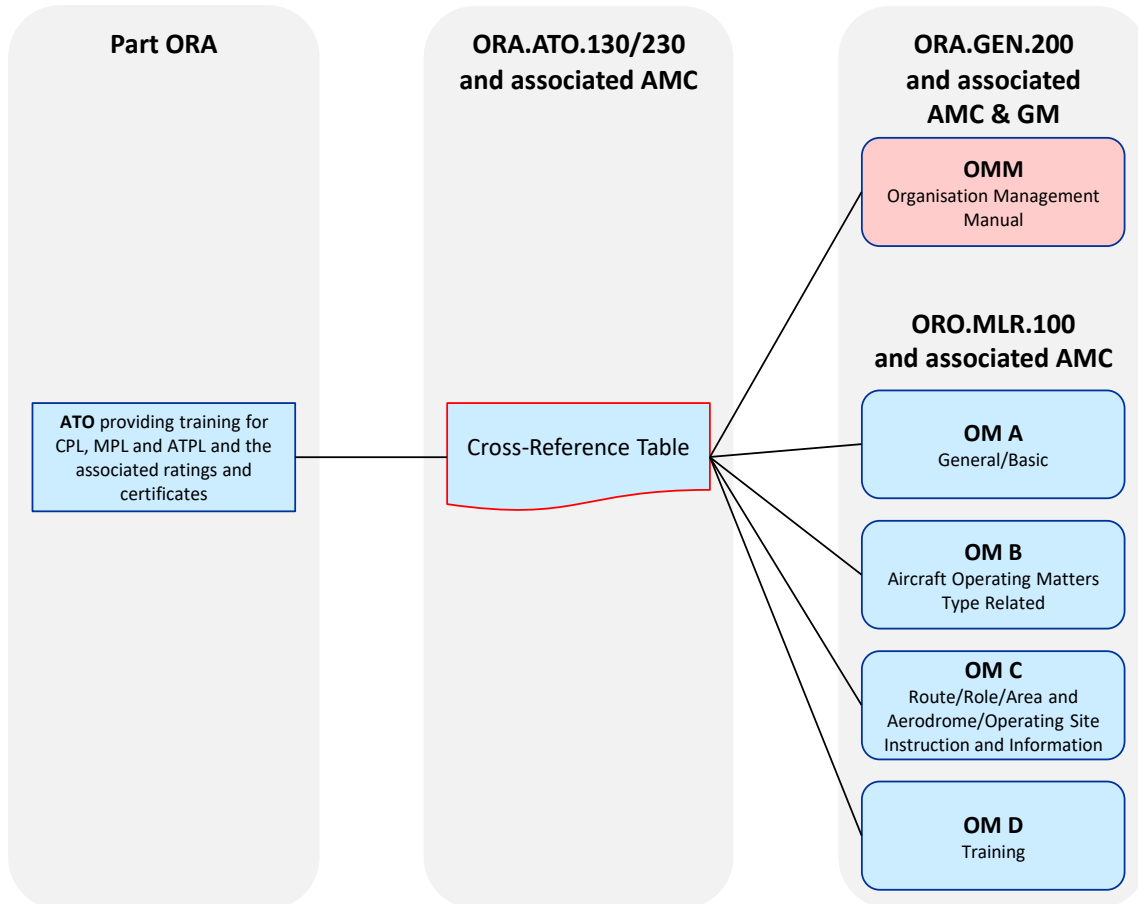 Part ORA
ORA.ATO.130/230
and associated AMC
ORA.GEN.200
and associated
AMC & GM
OMM
Organisation Management
Manual
ORO.MLR.100
and associated AMC
ATO providing training for
CPL, MPL and ATPL and the
associated ratings and
certificates
Cross-Reference Table
OM A
General/Basic
OM B
Aircraft Operating Matters
Type Related
OM C
Route/Role/Area and
Aerodrome/Operating Site
Instruction and Information
OM D
Training